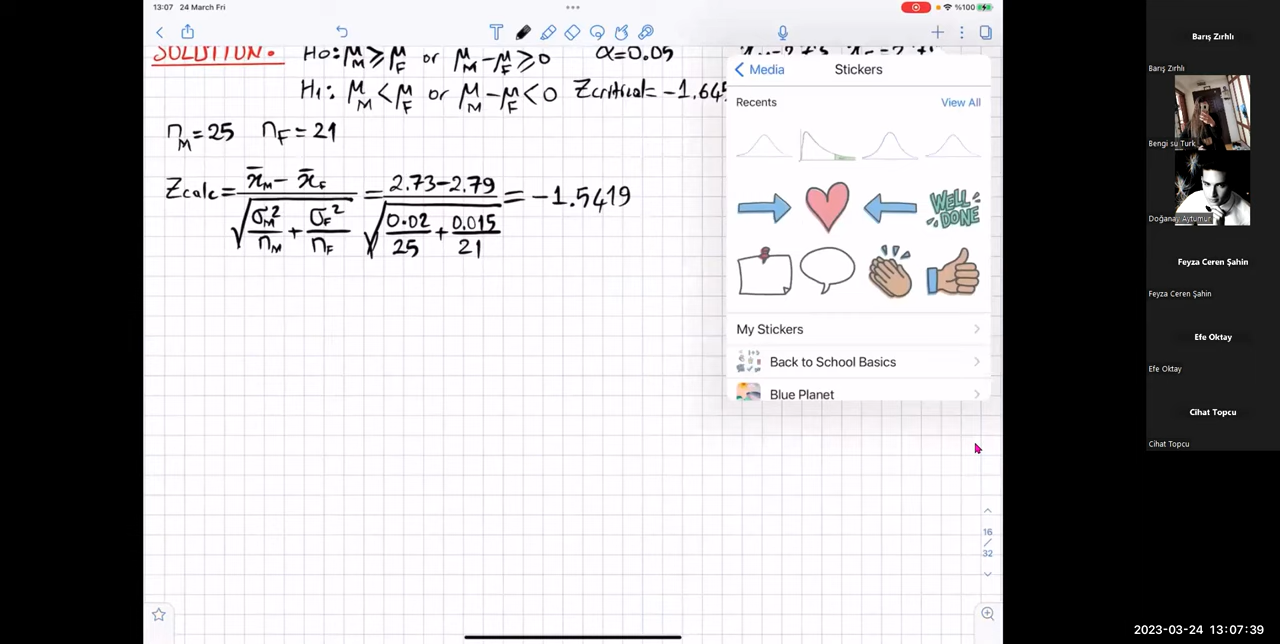 13:07 24 March Fri
%100
SOLUTION: H0: μM ≥ μF or μM − μF ≥ 0 α=0.05
H1: μM < μF or μM − μF < 0 Zcritical = −1.645
nM = 25 nF = 21
Zcalc = x̄M − x̄F / √(σM²/nM + σF²/nF) = 2.73−2.79 / √(0.02/25 + 0.015/21) = −1.5419
Media
Stickers
Recents
View All
WELL DONE
My Stickers
Back to School Basics
Blue Planet
16
/
32
Barış Zırhlı
Barış Zırhlı
Bengi su Turk
Doğanay Aytumur
Feyza Ceren Şahin
Feyza Ceren Şahin
Efe Oktay
Efe Oktay
Cihat Topcu
Cihat Topcu
2023-03-24 13:07:39